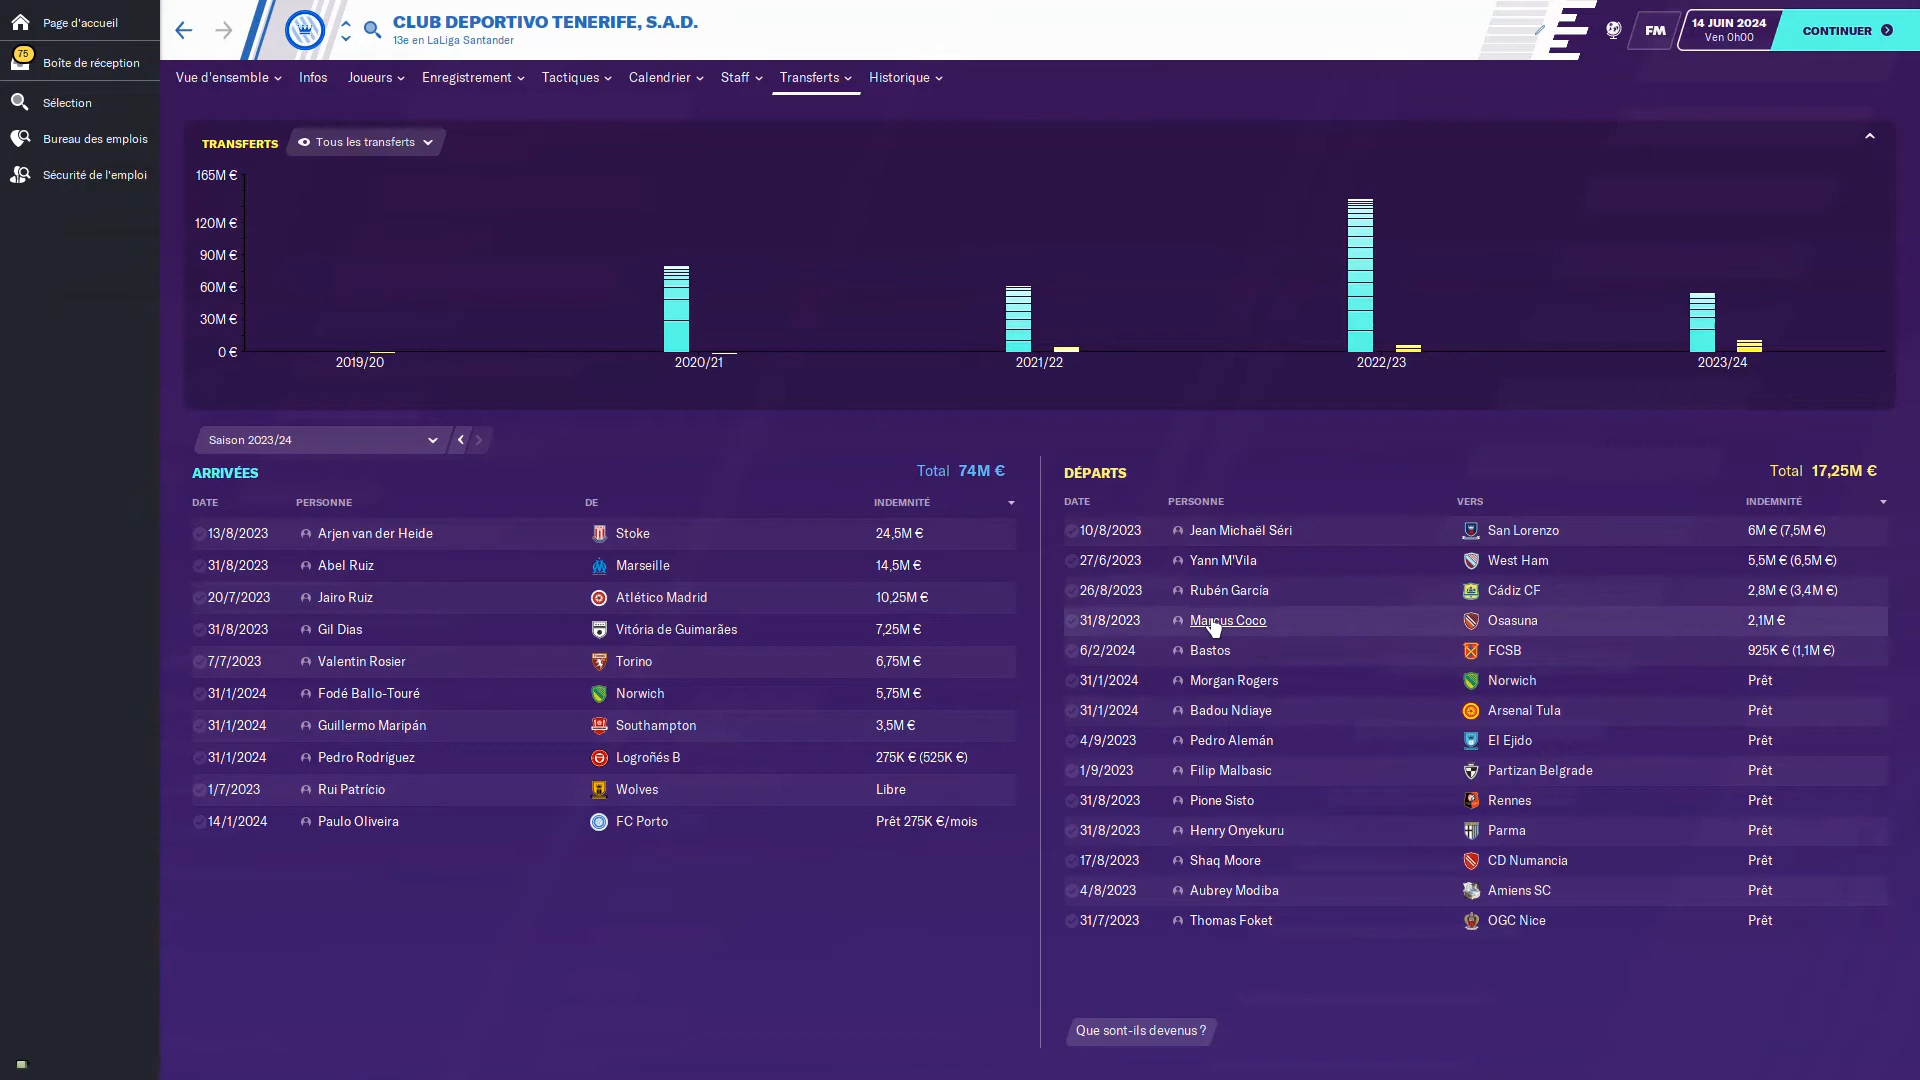 Page d'accueil
75
Boîte de réception
Sélection
Bureau des emplois
Sécurité de l'emploi
CLUB DEPORTIVO TENERIFE, S.A.D.
13e en LaLiga Santander
FM
14 JUIN 2024
Ven 0h00
CONTINUER
Vue d'ensemble Infos Joueurs Enregistrement Tactiques Calendrier Staff Transferts Historique
TRANSFERTS Tous les transferts
165M €
120M €
90M €
60M €
30M €
0 €
2019/20 2020/21 2021/22 2022/23 2023/24
Saison 2023/24
ARRIVÉES Total 74M €
DATE PERSONNE DE INDEMNITÉ
13/8/2023 Arjen van der Heide Stoke 24,5M €
31/8/2023 Abel Ruiz Marseille 14,5M €
20/7/2023 Jairo Ruiz Atlético Madrid 10,25M €
31/8/2023 Gil Dias Vitória de Guimarães 7,25M €
7/7/2023 Valentin Rosier Torino 6,75M €
31/1/2024 Fodé Ballo-Touré Norwich 5,75M €
31/1/2024 Guillermo Maripán Southampton 3,5M €
31/1/2024 Pedro Rodríguez Logroñés B 275K € (525K €)
1/7/2023 Rui Patrício Wolves Libre
14/1/2024 Paulo Oliveira FC Porto Prêt 275K €/mois
DÉPARTS Total 17,25M €
DATE PERSONNE VERS INDEMNITÉ
10/8/2023 Jean Michaël Séri San Lorenzo 6M € (7,5M €)
27/6/2023 Yann M'Vila West Ham 5,5M € (6,5M €)
26/8/2023 Rubén García Cádiz CF 2,8M € (3,4M €)
31/8/2023 Marcus Coco Osasuna 2,1M €
6/2/2024 Bastos FCSB 925K € (1,1M €)
31/1/2024 Morgan Rogers Norwich Prêt
31/1/2024 Badou Ndiaye Arsenal Tula Prêt
4/9/2023 Pedro Alemán El Ejido Prêt
1/9/2023 Filip Malbasic Partizan Belgrade Prêt
31/8/2023 Pione Sisto Rennes Prêt
31/8/2023 Henry Onyekuru Parma Prêt
17/8/2023 Shaq Moore CD Numancia Prêt
4/8/2023 Aubrey Modiba Amiens SC Prêt
31/7/2023 Thomas Foket OGC Nice Prêt
Que sont-ils devenus ?